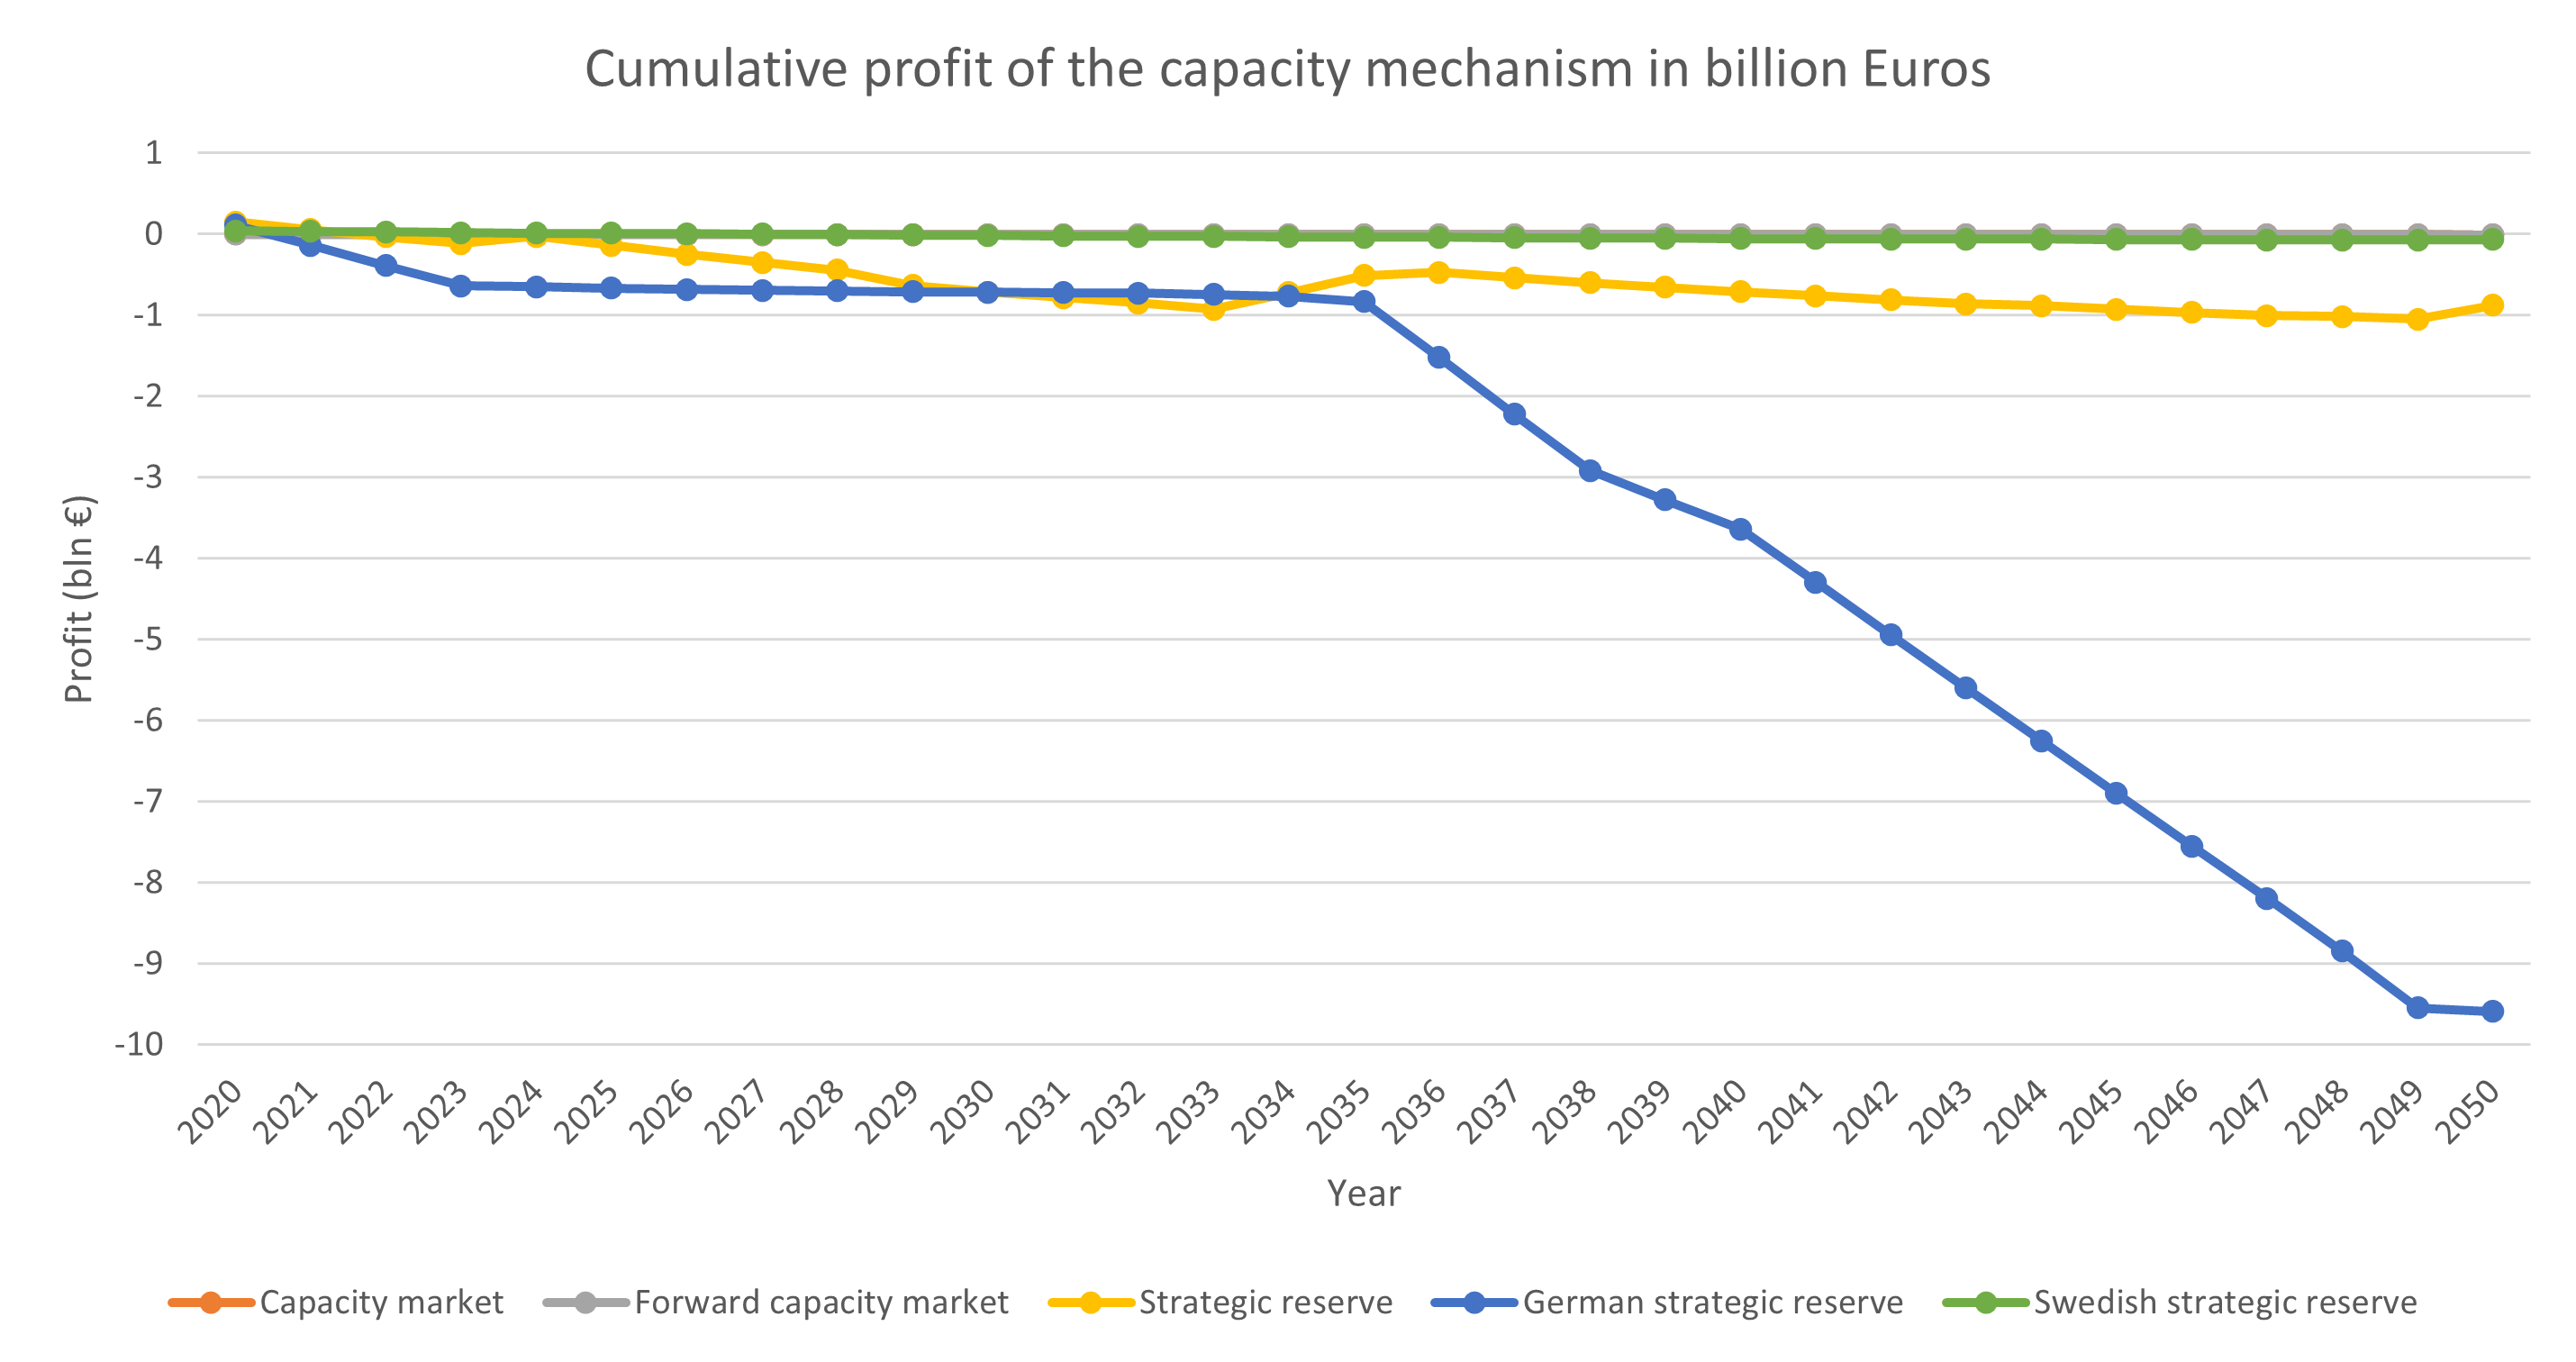 Cumulative profit of the capacity mechanism in billion Euros
1
0
-1
-2
-3
-4
-5
-6
-7
-8
-9
-10
Profit (bln €)
2020 2021 2022 2023 2024 2025 2026 2027 2028 2029 2030 2031 2032 2033 2034 2035 2036 2037 2038 2039 2040 2041 2042 2043 2044 2045 2046 2047 2048 2049 2050
Year
Capacity market Forward capacity market Strategic reserve German strategic reserve Swedish strategic reserve